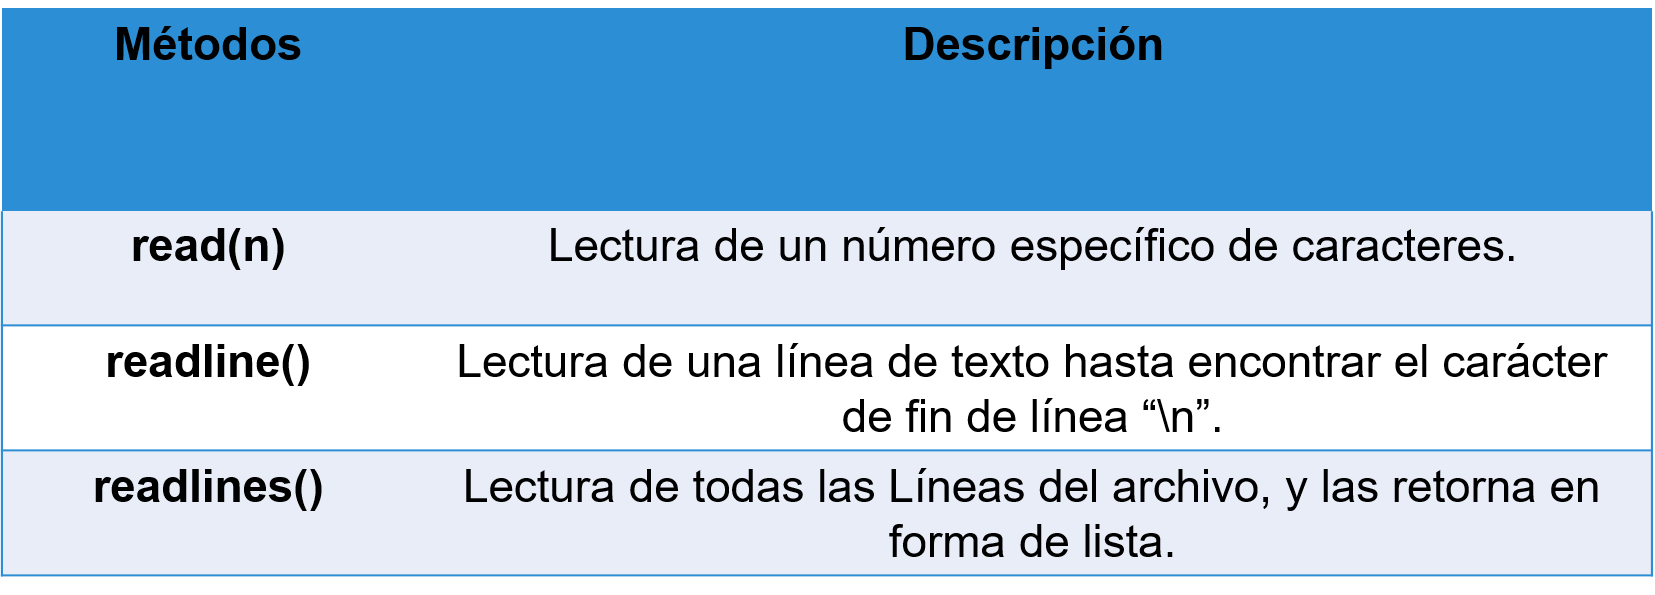 Métodos
Descripción
read(n)
Lectura de un número específico de caracteres.
readline()
Lectura de una línea de texto hasta encontrar el carácter
de fin de línea “\n”.
readlines()
Lectura de todas las Líneas del archivo, y las retorna en
forma de lista.